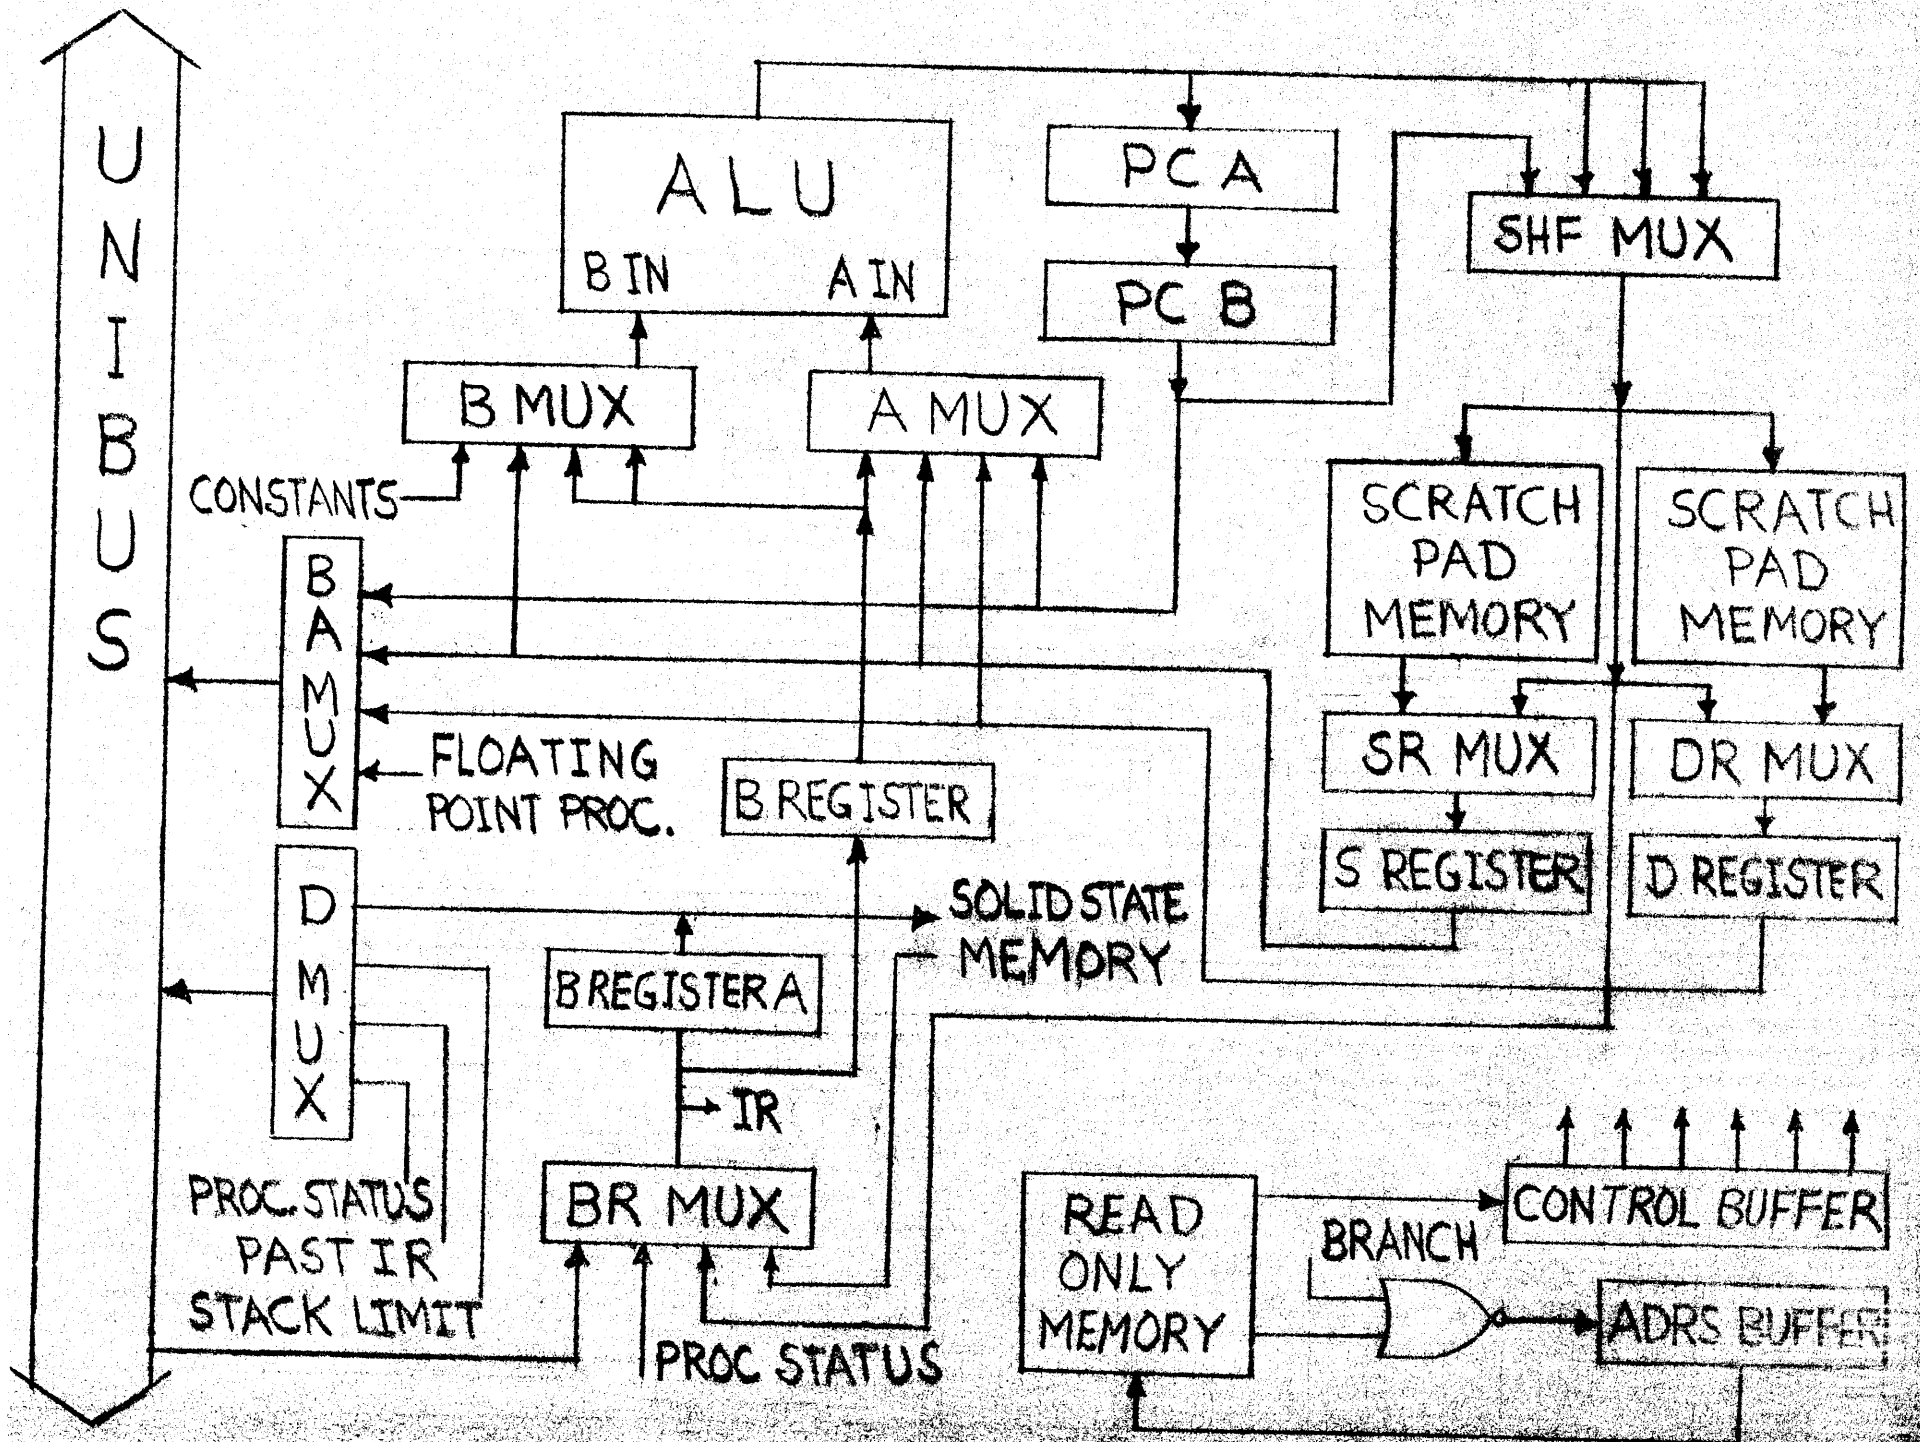 UNIBUS
ALU
B IN
A IN
PC A
PC B
SHF MUX
B MUX
A MUX
CONSTANTS
SCRATCH
PAD
MEMORY
SCRATCH
PAD
MEMORY
BAMUX
FLOATING
POINT PROC.
SR MUX
DR MUX
B REGISTER
S REGISTER
D REGISTER
D MUX
SOLID STATE
MEMORY
B REGISTER A
IR
PROC. STATUS
PAST IR
STACK LIMIT
BR MUX
PROC STATUS
READ
ONLY
MEMORY
BRANCH
CONTROL BUFFER
ADRS BUFFER